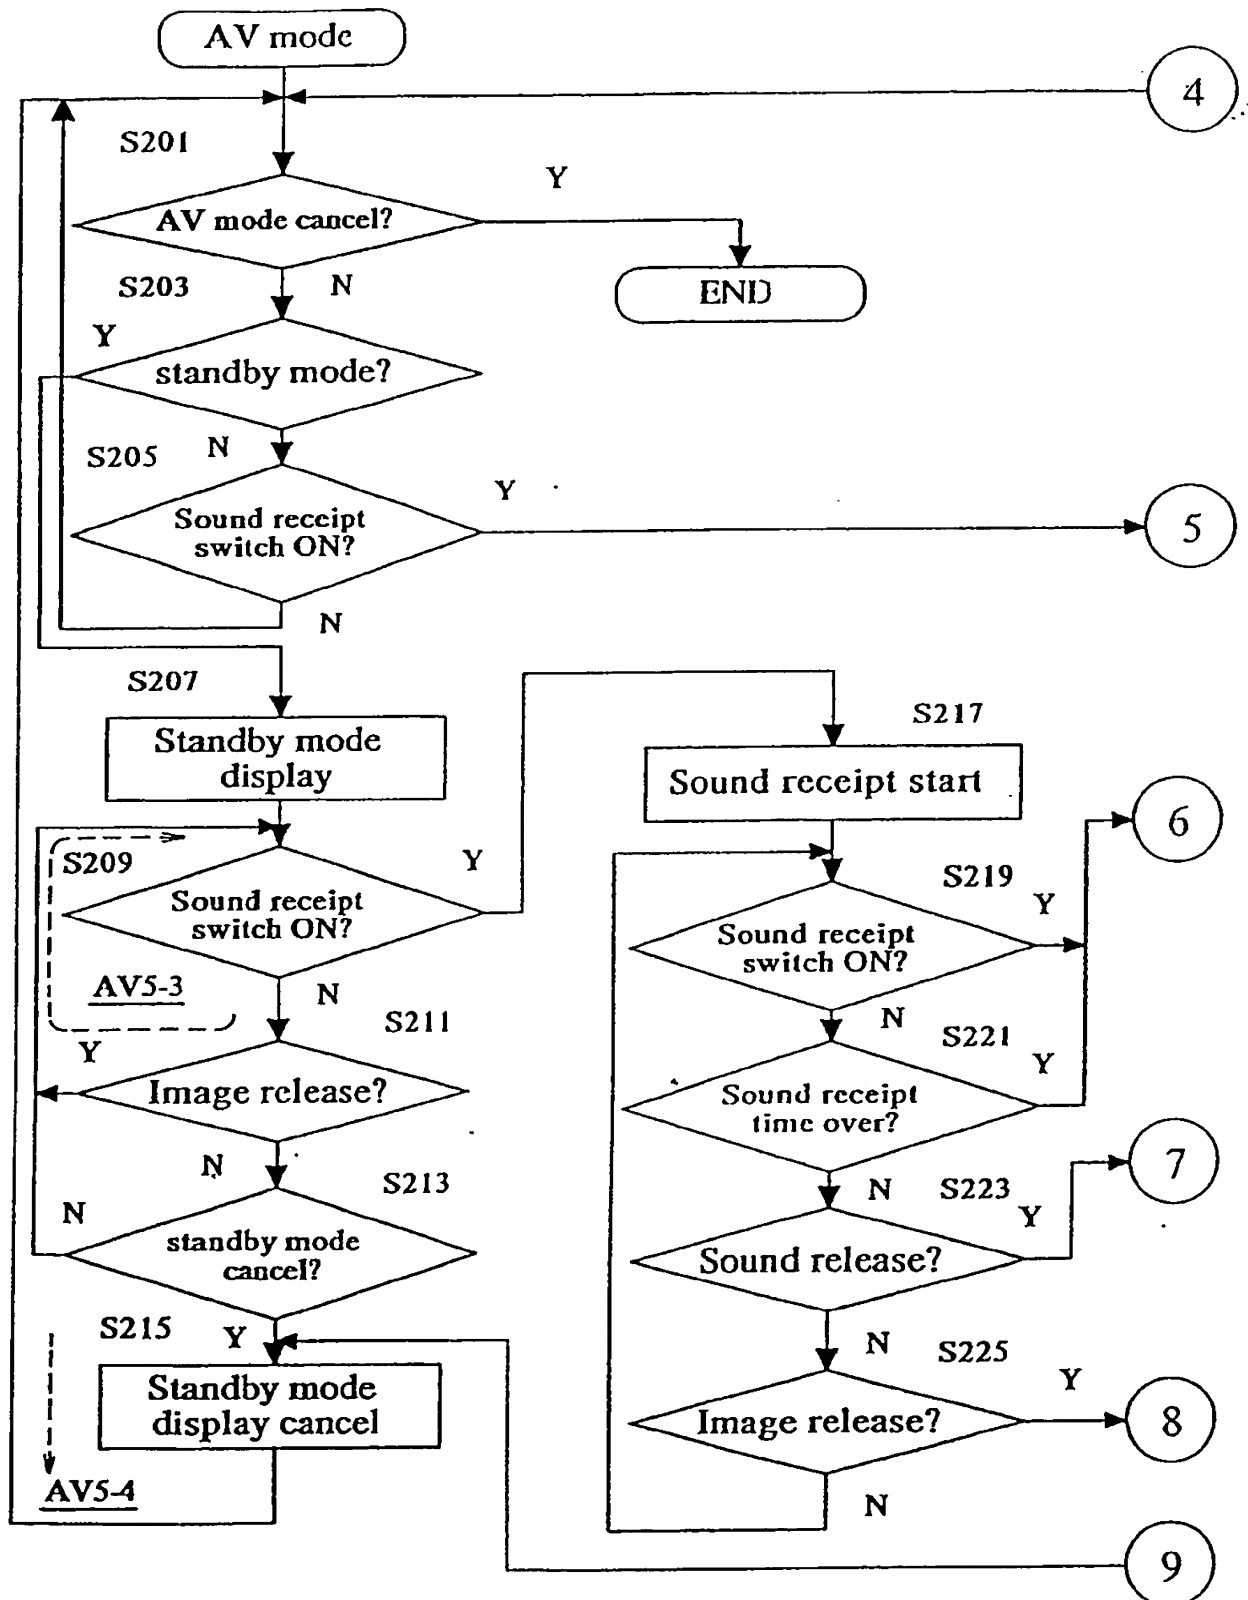 AV mode
4
S201
Y
AV mode cancel?
S203
N
END
Y
standby mode?
S205
N
Y
Sound receipt
switch ON?
5
N
S207
S217
Standby mode
display
Sound receipt start
6
S209
Y
S219
Y
Sound receipt
switch ON?
Sound receipt
switch ON?
AV5-3
N
S211
N
S221
Y
Y
Image release?
Sound receipt
time over?
7
N
S213
N
S223
Y
N
standby mode
cancel?
Sound release?
S215
Y
N
S225
Y
Standby mode
display cancel
Image release?
8
AV5-4
N
9